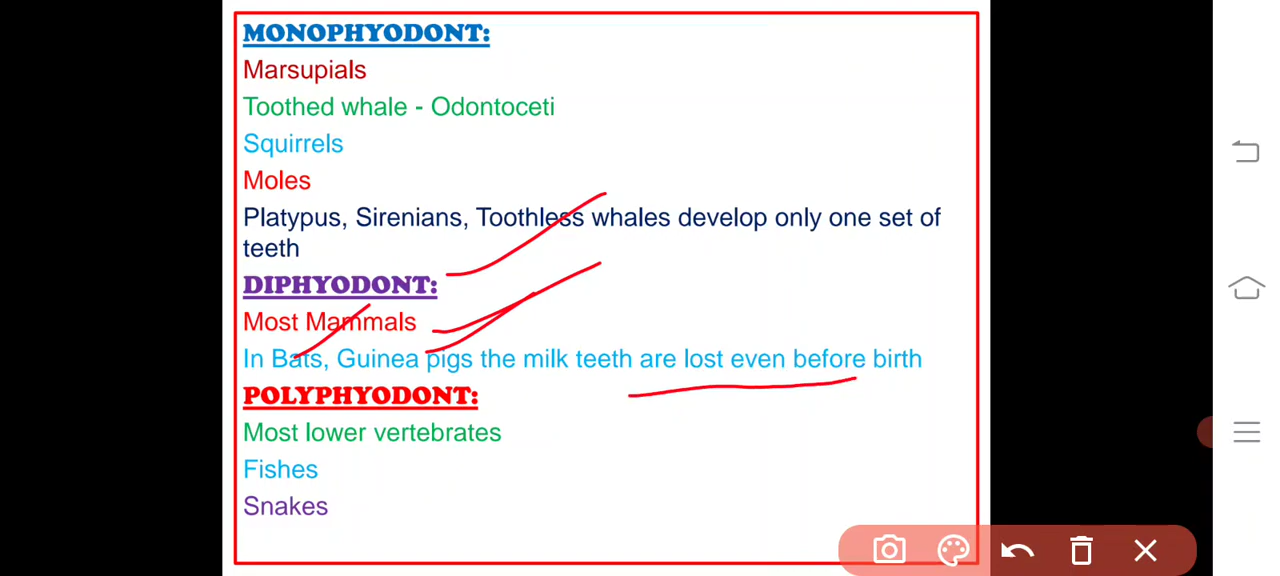 MONOPHYODONT:
Marsupials
Toothed whale - Odontoceti
Squirrels
Moles
Platypus, Sirenians, Toothless whales develop only one set of
teeth
DIPHYODONT:
Most Mammals
In Bats, Guinea pigs the milk teeth are lost even before birth
POLYPHYODONT:
Most lower vertebrates
Fishes
Snakes